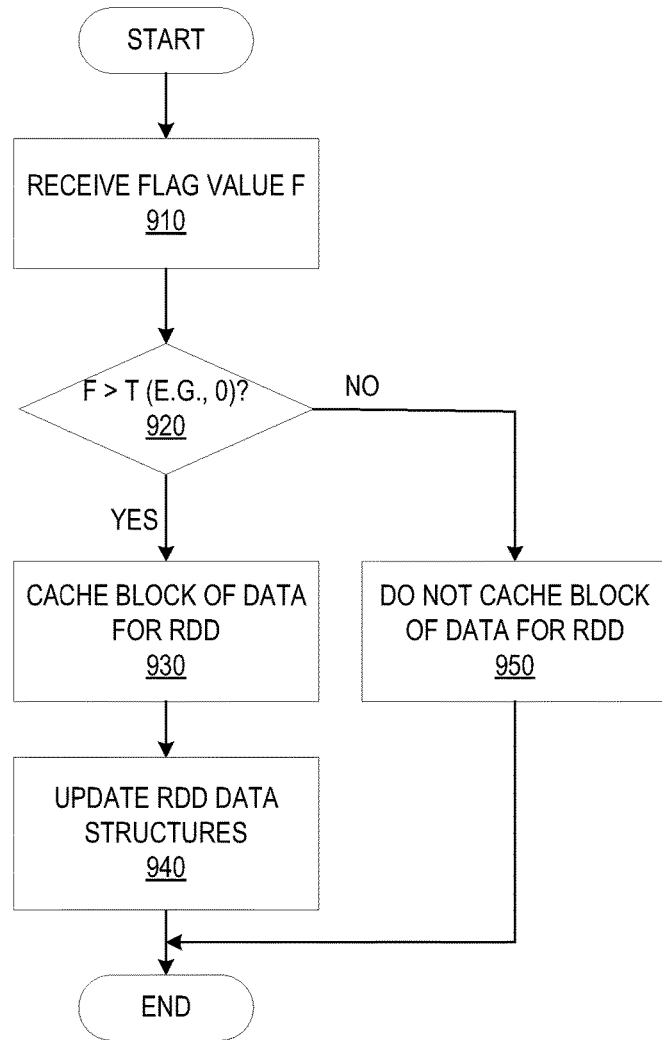 START
RECEIVE FLAG VALUE F
910
F > T (E.G., 0)?
920
NO
YES
CACHE BLOCK OF DATA
FOR RDD
930
DO NOT CACHE BLOCK
OF DATA FOR RDD
950
UPDATE RDD DATA
STRUCTURES
940
END